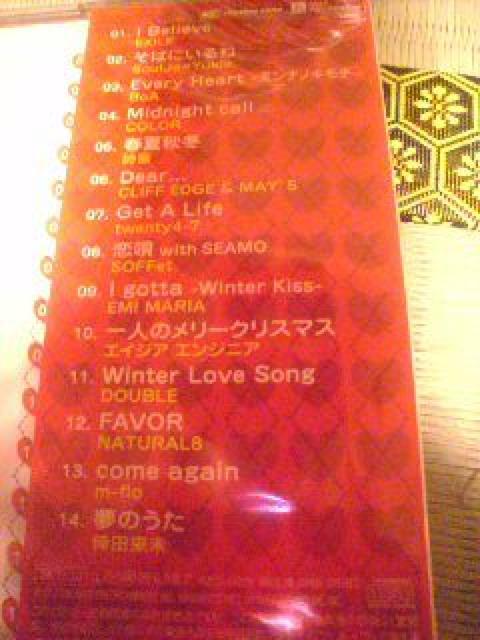 01. I Believe
EXILE
02. そばにいるね
03. Every Heart -ミンナノキモチ-
BoA
04. Midnight call
COLOR
05. 春夏秋冬
06. Dear...
CLIFF EDGE & MAY'S
07. Get A Life
twenty4-7
08. 恋唄 with SEAMO
SOFFet
09. I gotta -Winter Kiss-
EMI MARIA
10. 一人のメリークリスマス
エイジア エンジニア
11. Winter Love Song
DOUBLE
12. FAVOR
NATURAL8
13. come again
m-flo
14. 夢のうた
倖田來未